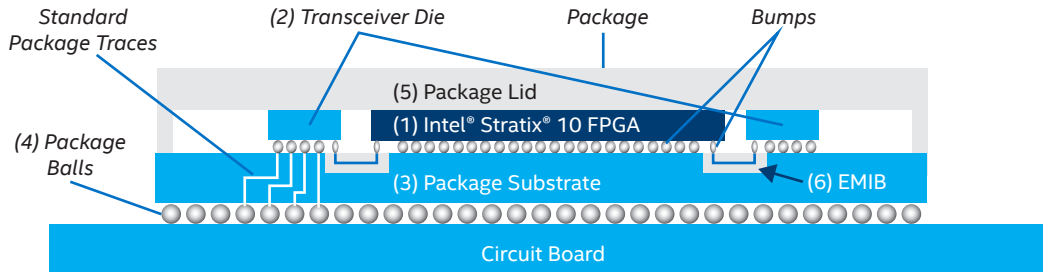 Standard
Package Traces
(2) Transceiver Die
Package
Bumps
(5) Package Lid
(1) Intel® Stratix® 10 FPGA
(4) Package
Balls
(3) Package Substrate
(6) EMIB
Circuit Board